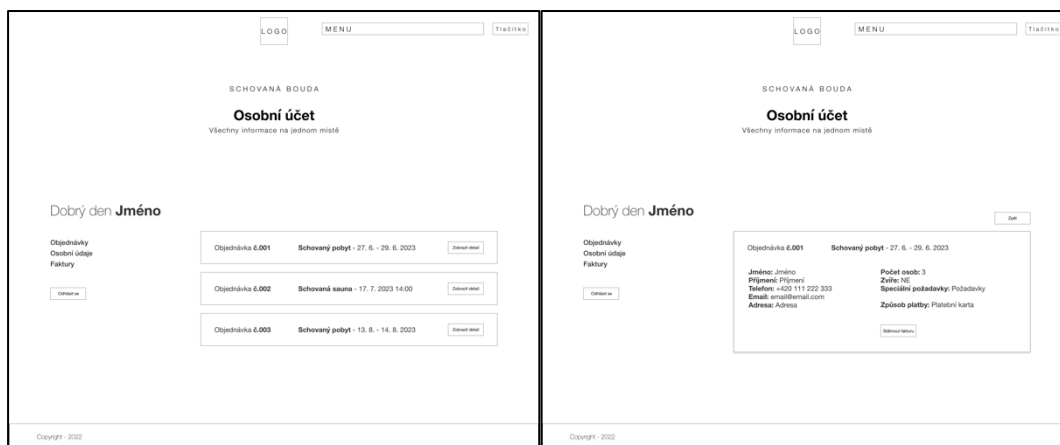 LOGO
MENU
Tlačítko
SCHOVANÁ BOUDA
Osobní účet
Všechny informace na jednom místě
Dobrý den Jméno
Objednávky
Osobní údaje
Faktury
Odhlásit se
Objednávka č.001 Schovaný pobyt - 27. 6. - 29. 6. 2023 Zobrazit detail
Objednávka č.002 Schovaná sauna - 17. 7. 2023 14:00 Zobrazit detail
Objednávka č.003 Schovaný pobyt - 13. 8. - 14. 8. 2023 Zobrazit detail
Copyright - 2022
LOGO
MENU
Tlačítko
SCHOVANÁ BOUDA
Osobní účet
Všechny informace na jednom místě
Dobrý den Jméno
Zpět
Objednávky
Osobní údaje
Faktury
Odhlásit se
Objednávka č.001 Schovaný pobyt - 27. 6. - 29. 6. 2023
Jméno: Jméno
Příjmení: Příjmení
Telefon: +420 111 222 333
Email: email@email.com
Adresa: Adresa
Počet osob: 3
Zvíře: NE
Speciální požadavky: Požadavky
Způsob platby: Platební karta
Stáhnout fakturu
Copyright - 2022